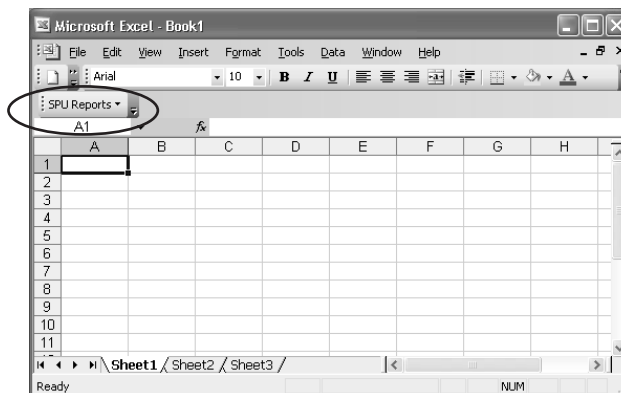 Microsoft Excel - Book1
File Edit View Insert Format Tools Data Window Help
Arial 10 B I U A
SPU Reports
A1 fx
A B C D E F G H
1
2
3
4
5
6
7
8
9
10
11
Sheet1 Sheet2 Sheet3
Ready NUM